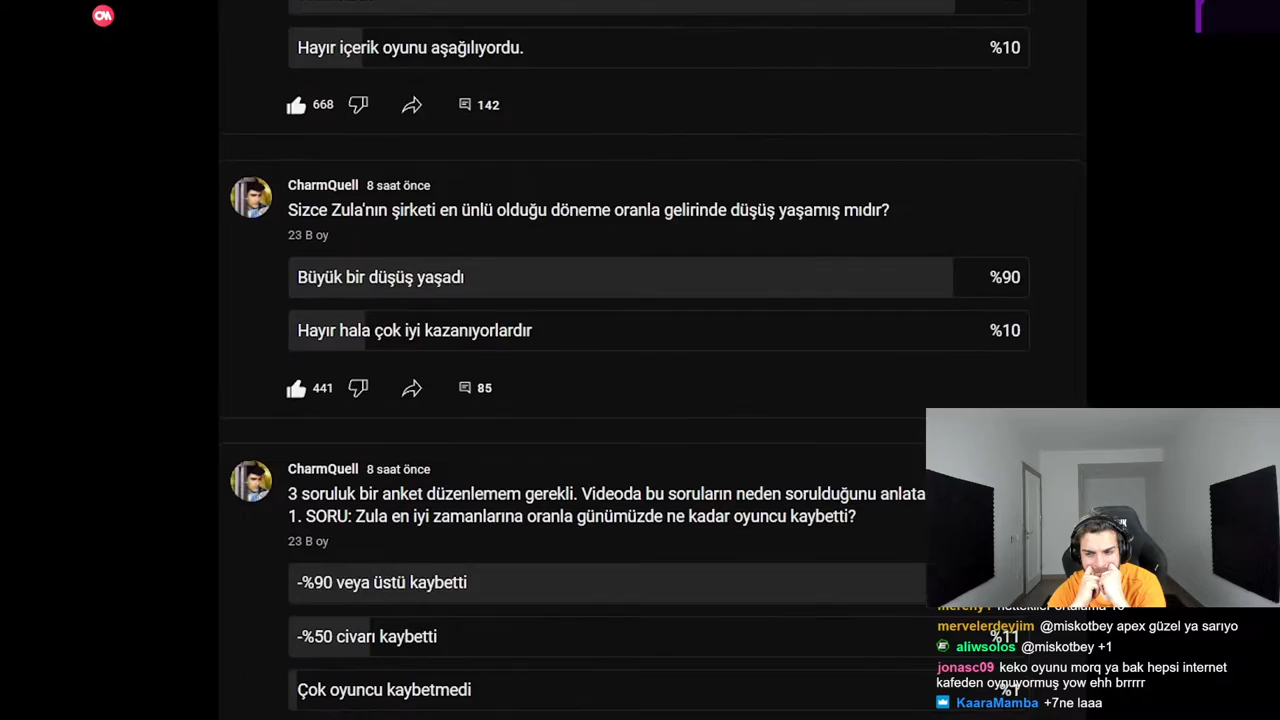 Hayır içerik oyunu aşağılıyordu.
%10
668
142
CharmQuell 8 saat önce
Sizce Zula'nın şirketi en ünlü olduğu döneme oranla gelirinde düşüş yaşamış mıdır?
23 B oy
Büyük bir düşüş yaşadı
%90
Hayır hala çok iyi kazanıyorlardır
%10
441
85
CharmQuell 8 saat önce
3 soruluk bir anket düzenlemem gerekli. Videoda bu soruların neden sorulduğunu anlata
1. SORU: Zula en iyi zamanlarına oranla günümüzde ne kadar oyuncu kaybetti?
23 B oy
-%90 veya üstü kaybetti
-%50 civarı kaybetti
%11
Çok oyuncu kaybetmedi
%1
mervelerdeyiim @miskotbey apex güzel ya sarıyo
aliwsolos @miskotbey +1
jonasc09 keko oyunu morq ya bak hepsi internet
kafeden oynuyormuş yow ehh brrrrr
KaaraMamba +7ne laaa